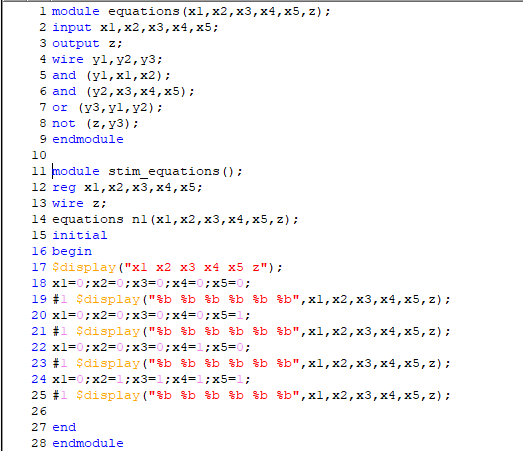 1 module equations(x1,x2,x3,x4,x5,z);
2 input x1,x2,x3,x4,x5;
3 output z;
4 wire y1,y2,y3;
5 and (y1,x1,x2);
6 and (y2,x3,x4,x5);
7 or (y3,y1,y2);
8 not (z,y3);
9 endmodule
10
11 module stim_equations();
12 reg x1,x2,x3,x4,x5;
13 wire z;
14 equations n1(x1,x2,x3,x4,x5,z);
15 initial
16 begin
17 $display("x1 x2 x3 x4 x5 z");
18 x1=0;x2=0;x3=0;x4=0;x5=0;
19 #1 $display("%b %b %b %b %b %b",x1,x2,x3,x4,x5,z);
20 x1=0;x2=0;x3=0;x4=0;x5=1;
21 #1 $display("%b %b %b %b %b %b",x1,x2,x3,x4,x5,z);
22 x1=0;x2=0;x3=0;x4=1;x5=0;
23 #1 $display("%b %b %b %b %b %b",x1,x2,x3,x4,x5,z);
24 x1=0;x2=1;x3=1;x4=1;x5=1;
25 #1 $display("%b %b %b %b %b %b",x1,x2,x3,x4,x5,z);
26
27 end
28 endmodule